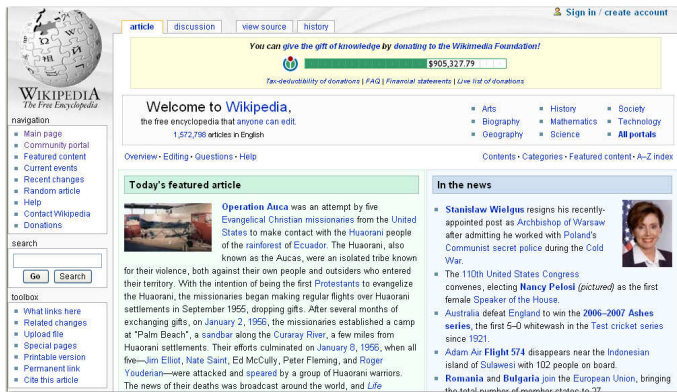 Sign in / create account
article discussion view source history
You can give the gift of knowledge by donating to the Wikimedia Foundation!
$905,327.79
Tax-deductibility of donations | FAQ | Financial statements | Live list of donations
WIKIPEDIA
The Free Encyclopedia
navigation
Main page
Community portal
Featured content
Current events
Recent changes
Random article
Help
Contact Wikipedia
Donations
search
Go Search
toolbox
What links here
Related changes
Upload file
Special pages
Printable version
Permanent link
Cite this article
Welcome to Wikipedia,
the free encyclopedia that anyone can edit.
1,572,798 articles in English
Arts History Society
Biography Mathematics Technology
Geography Science All portals
Overview · Editing · Questions · Help
Contents · Categories · Featured content · A–Z index
Today's featured article
Operation Auca was an attempt by five
Evangelical Christian missionaries from the United
States to make contact with the Huaorani people
of the rainforest of Ecuador. The Huaorani, also
known as the Aucas, were an isolated tribe known
for their violence, both against their own people and outsiders who entered
their territory. With the intention of being the first Protestants to evangelize
the Huaorani, the missionaries began making regular flights over Huaorani
settlements in September 1955, dropping gifts. After several months of
exchanging gifts, on January 2, 1956, the missionaries established a camp
at "Palm Beach", a sandbar along the Curaray River, a few miles from
Huaorani settlements. Their efforts culminated on January 8, 1956, when all
five—Jim Elliot, Nate Saint, Ed McCully, Peter Fleming, and Roger
Youderian—were attacked and speared by a group of Huaorani warriors.
The news of their deaths was broadcast around the world, and Life
In the news
Stanisław Wielgus resigns his recently-
appointed post as Archbishop of Warsaw
after admitting he worked with Poland's
Communist secret police during the Cold
War.
The 110th United States Congress
convenes, electing Nancy Pelosi (pictured) as the first
female Speaker of the House.
Australia defeat England to win the 2006–2007 Ashes
series, the first 5–0 whitewash in the Test cricket series
since 1921.
Adam Air Flight 574 disappears near the Indonesian
island of Sulawesi with 102 people on board.
Romania and Bulgaria join the European Union, bringing
the total number of member states to 27.